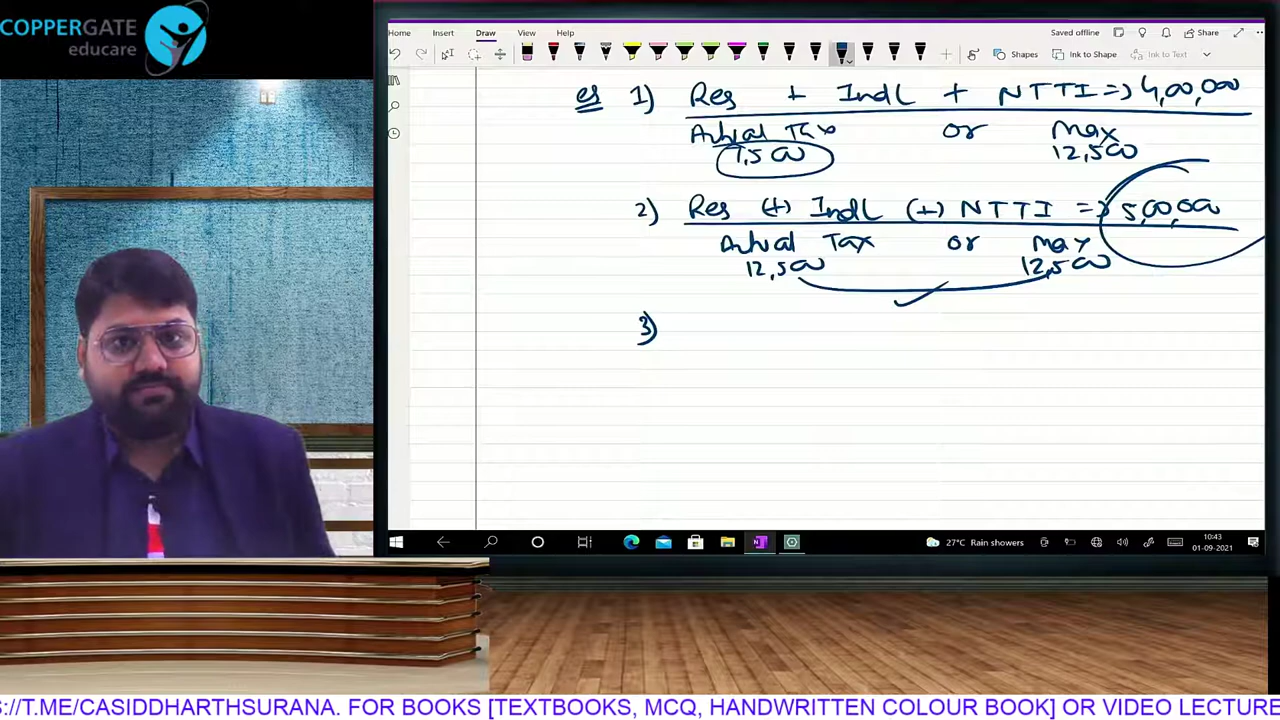 COPPERGATE
educare
Home Insert Draw View Help
Saved offline
Share
Shapes
Ink to Shape
Ink to Text
es 1) Res + Indl + NTTI => 4,00,000
Actual Tax or Max
7,500 12,500
2) Res (+) Indl (+) NTTI => 5,00,000
Actual Tax or Max
12,500 12,500
3)
27°C Rain showers
10:43
01-09-2021
S://T.ME/CASIDDHARTHSURANA. FOR BOOKS [TEXTBOOKS, MCQ, HANDWRITTEN COLOUR BOOK] OR VIDEO LECTURE